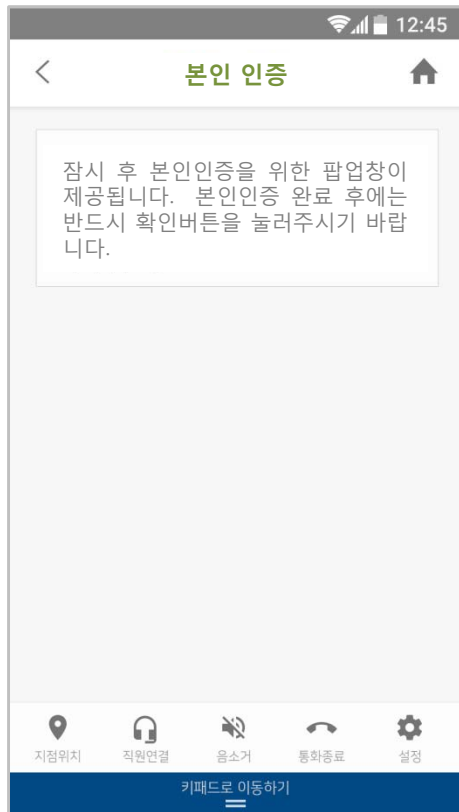 12:45
본인 인증
잠시 후 본인인증을 위한 팝업창이
제공됩니다. 본인인증 완료 후에는
반드시 확인버튼을 눌러주시기 바랍
니다.
지점위치 직원연결 음소거 통화종료 설정
키패드로 이동하기